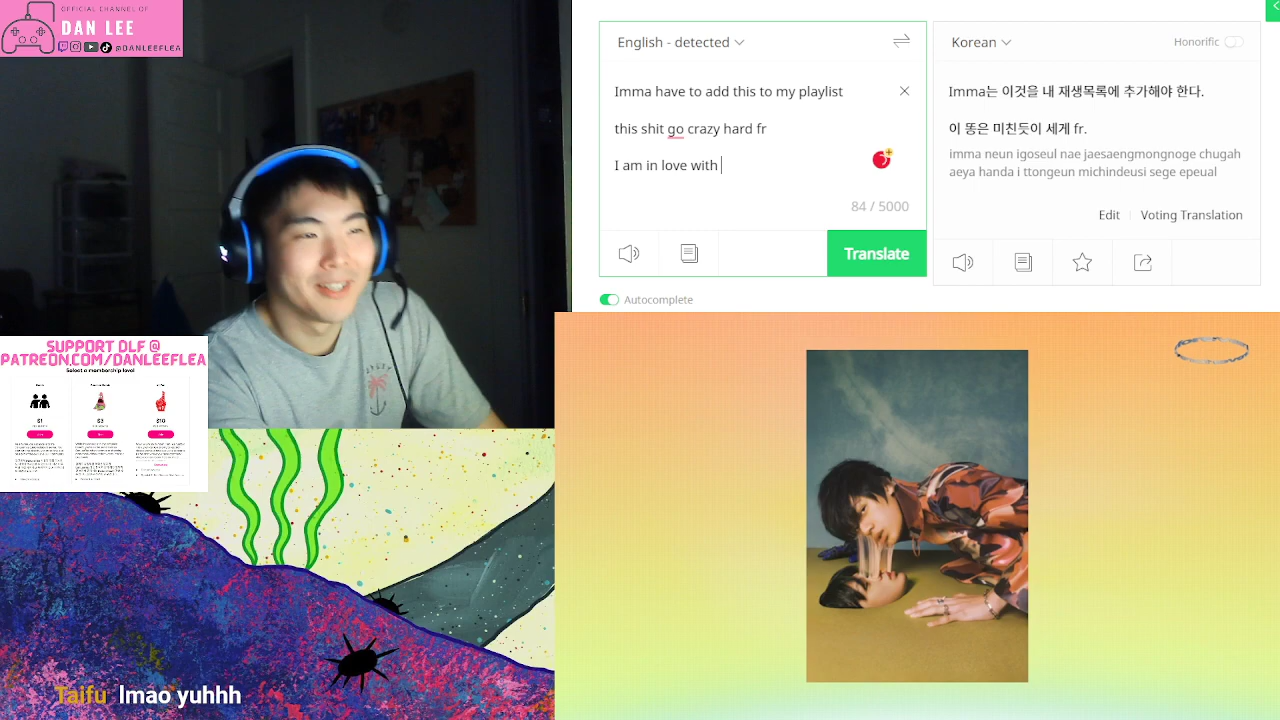 OFFICIAL CHANNEL OF
DAN LEE
@DANLEEFLEA
English - detected
Imma have to add this to my playlist
this shit go crazy hard fr
I am in love with
84 / 5000
Translate
Autocomplete
Korean
Honorific
Imma는 이것을 내 재생목록에 추가해야 한다.
이 똥은 미친듯이 세게 fr.
imma neun igoseul nae jaesaengmongnoge chugah
aeya handa i ttongeun michindeusi sege epeual
Edit
Voting Translation
SUPPORT DLF @
PATREON.COM/DANLEEFLEA
Select a membership level
$1
$3
$10
Taifu lmao yuhhh